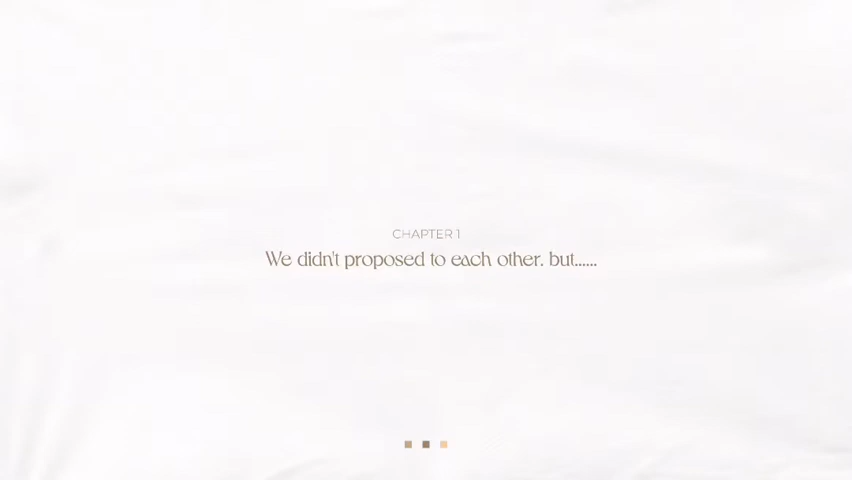 CHAPTER 1
We didn't proposed to each other. but......